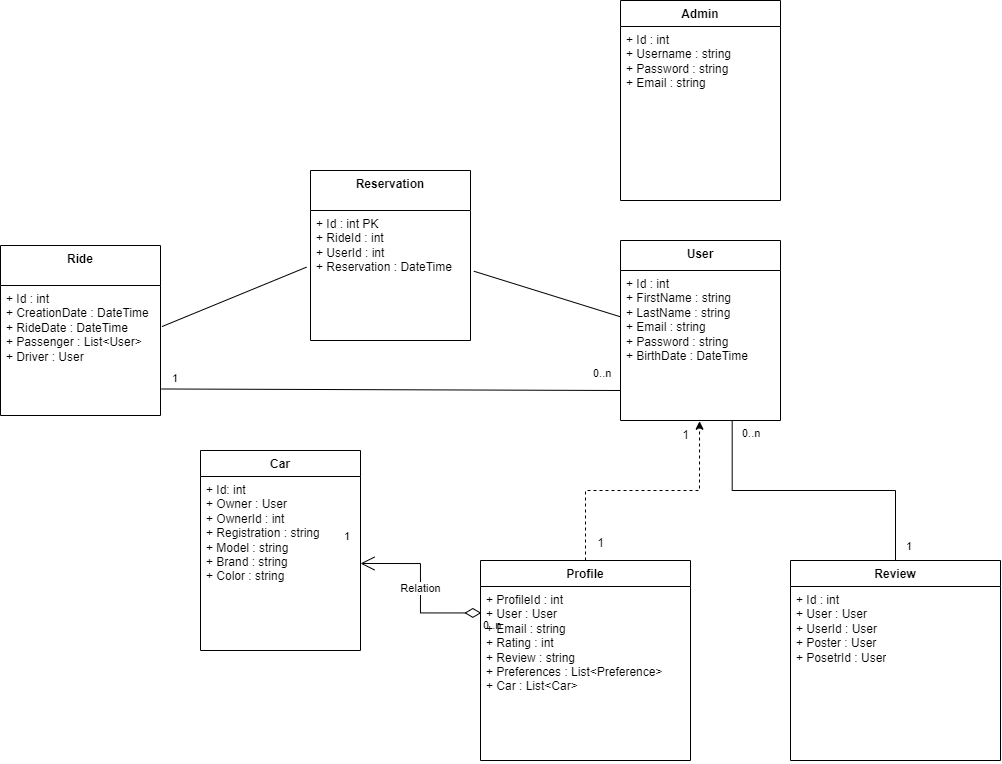 Admin
+ Id : int
+ Username : string
+ Password : string
+ Email : string
Reservation
+ Id : int PK
+ RideId : int
+ UserId : int
+ Reservation : DateTime
Ride
+ Id : int
+ CreationDate : DateTime
+ RideDate : DateTime
+ Passenger : List<User>
+ Driver : User
User
+ Id : int
+ FirstName : string
+ LastName : string
+ Email : string
+ Password : string
+ BirthDate : DateTime
1
0..n
1
0..n
Car
+ Id: int
+ Owner : User
+ OwnerId : int
+ Registration : string
+ Model : string
+ Brand : string
+ Color : string
1
Relation
0..n
1
1
Profile
+ ProfileId : int
+ User : User
+ Email : string
+ Rating : int
+ Review : string
+ Preferences : List<Preference>
+ Car : List<Car>
Review
+ Id : int
+ User : User
+ UserId : User
+ Poster : User
+ PosetrId : User